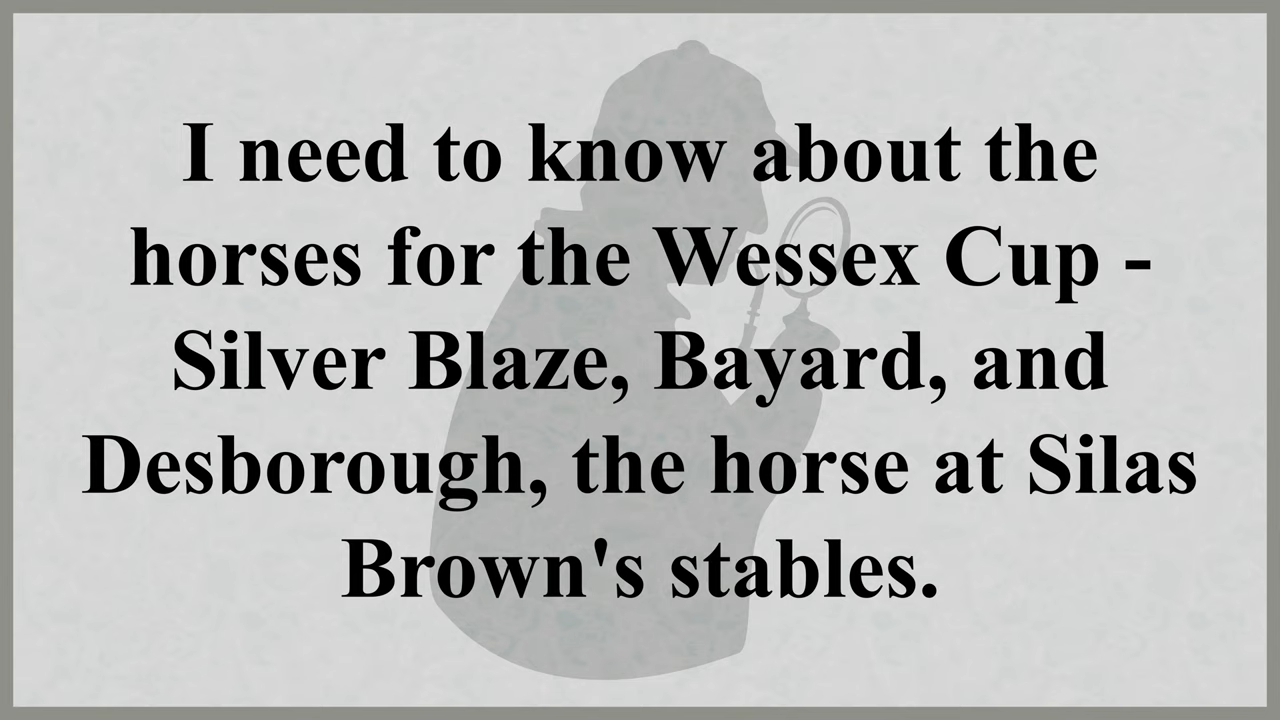 I need to know about the
horses for the Wessex Cup -
Silver Blaze, Bayard, and
Desborough, the horse at Silas
Brown's stables.